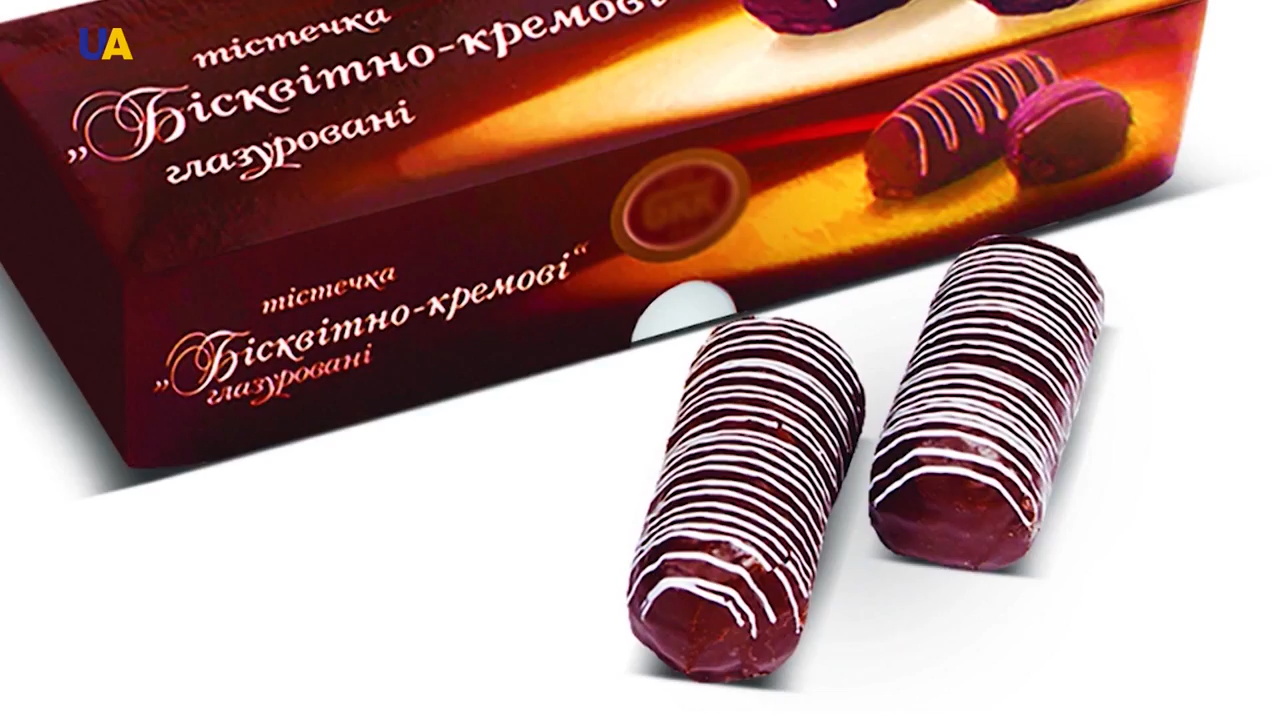 UA
тістечка
„Бісквітно-кремові
глазуровані
тістечка
„Бісквітно-кремові“
глазуровані